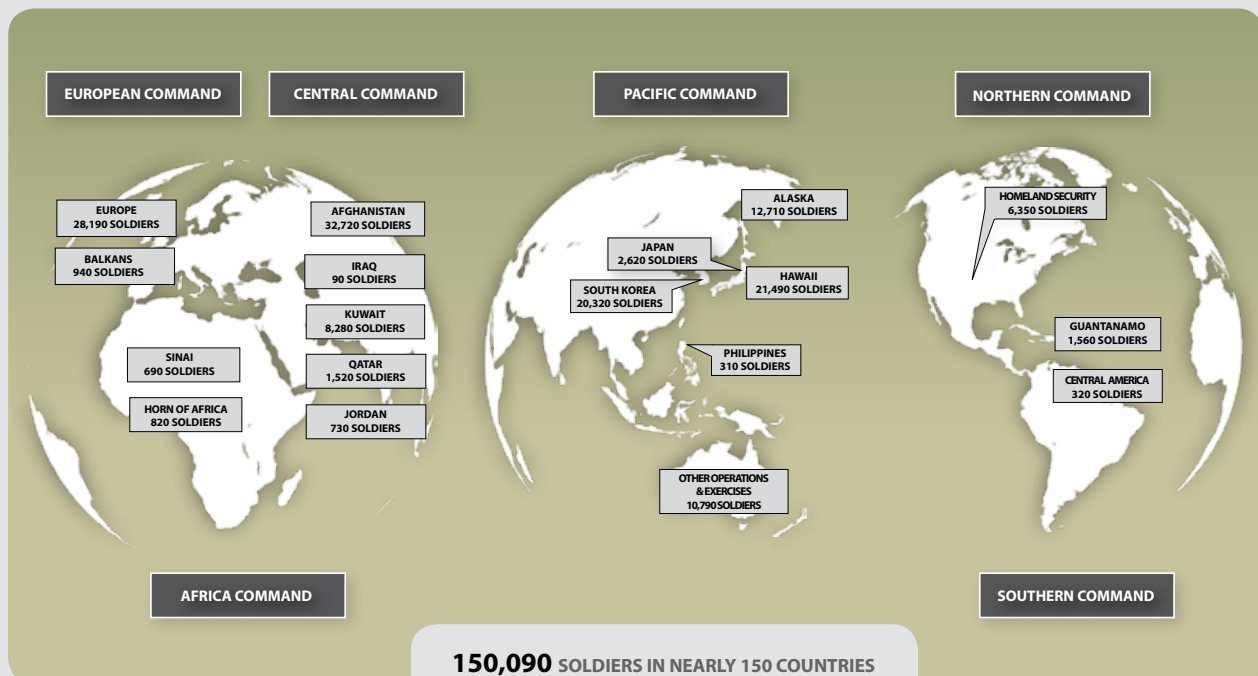 EUROPEAN COMMAND
CENTRAL COMMAND
PACIFIC COMMAND
NORTHERN COMMAND
EUROPE
28,190 SOLDIERS
BALKANS
940 SOLDIERS
SINAI
690 SOLDIERS
HORN OF AFRICA
820 SOLDIERS
AFGHANISTAN
32,720 SOLDIERS
IRAQ
90 SOLDIERS
KUWAIT
8,280 SOLDIERS
QATAR
1,520 SOLDIERS
JORDAN
730 SOLDIERS
ALASKA
12,710 SOLDIERS
JAPAN
2,620 SOLDIERS
HAWAII
21,490 SOLDIERS
SOUTH KOREA
20,320 SOLDIERS
PHILIPPINES
310 SOLDIERS
OTHER OPERATIONS
& EXERCISES
10,790 SOLDIERS
HOMELAND SECURITY
6,350 SOLDIERS
GUANTANAMO
1,560 SOLDIERS
CENTRAL AMERICA
320 SOLDIERS
AFRICA COMMAND
SOUTHERN COMMAND
150,090 SOLDIERS IN NEARLY 150 COUNTRIES